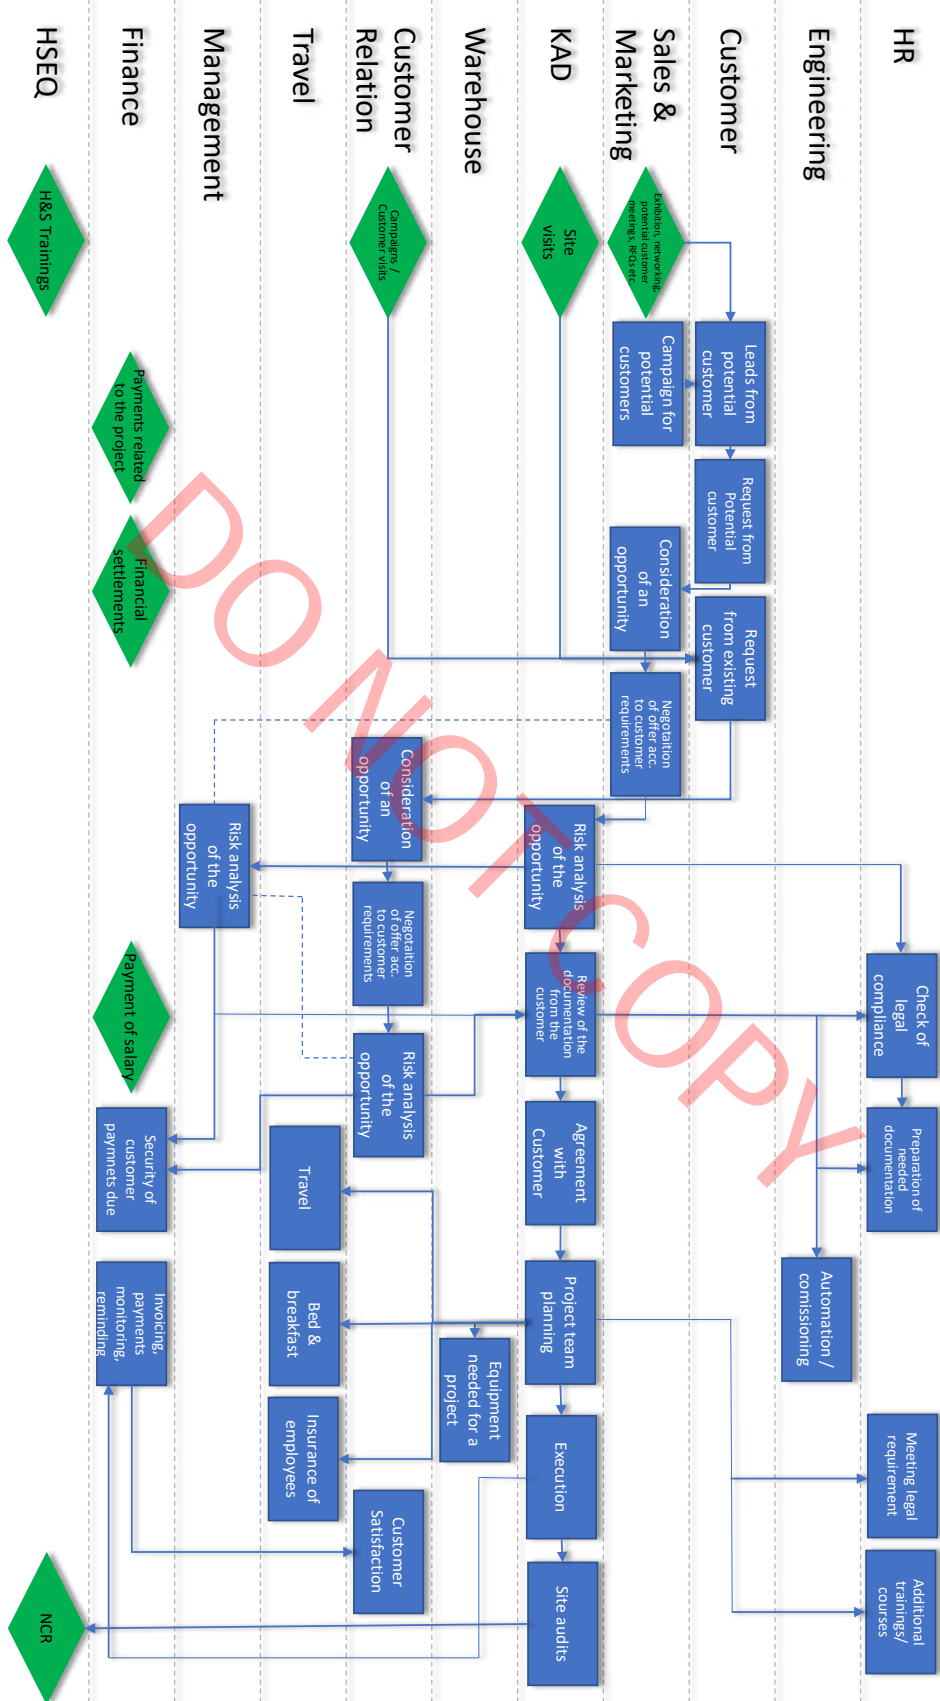 HR
Engineering
Customer
Sales &
Marketing
KAD
Warehouse
Customer
Relation
Travel
Management
Finance
HSEQ
Check of
legal
compliance
Preparation of
needed
documentation
Meeting legal
requirement
Additional
trainings/
courses
Automation /
comissioning
Leads from
potential
customer
Request from
Potential
customer
Request
from existing
customer
Exhibition, networking,
potential customer
meetings, RFQs etc.
Campaign for
potential
customers
Consideration
of an
opportunity
Negotaition
of offer acc.
to customer
requirements
Site
visits
Risk analysis
of the
opportunity
Review of the
documentation
from the
customer
Agreement
with
Customer
Project team
planning
Execution
Site audits
Equipment
needed for a
project
Campaigns /
Customer visits
Consideration
of an
opportunity
Negotaition
of offer acc.
to customer
requirements
Risk analysis
of the
opportunity
Customer
Satisfaction
Travel
Bed &
breakfast
Insurance of
employees
Risk analysis
of the
opportunity
Payments related
to the project
Financial
settlements
Payment of salary
Security of
customer
paymnets due
Invoicing,
payments
monitoring,
reminding
H&S Trainings
NCR
DO NOT COPY